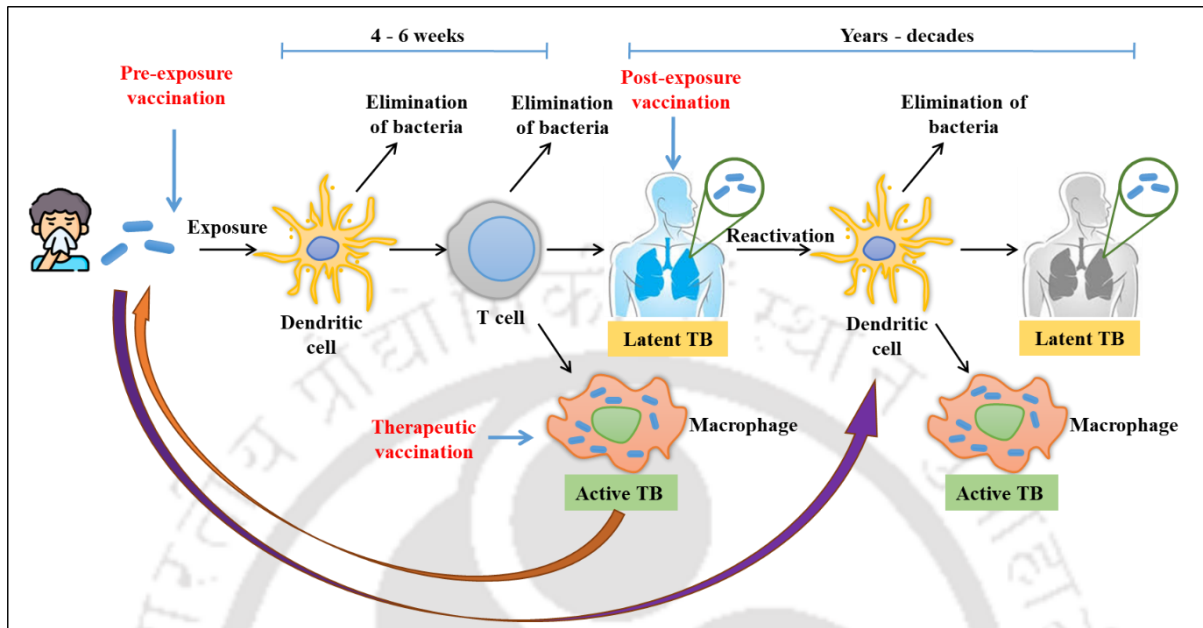 4 - 6 weeks
Years - decades
Pre-exposure
vaccination
Elimination
of bacteria
Elimination
of bacteria
Post-exposure
vaccination
Elimination of
bacteria
Exposure
Reactivation
Dendritic
cell
T cell
Latent TB
Dendritic
cell
Latent TB
Therapeutic
vaccination
Macrophage
Active TB
Macrophage
Active TB